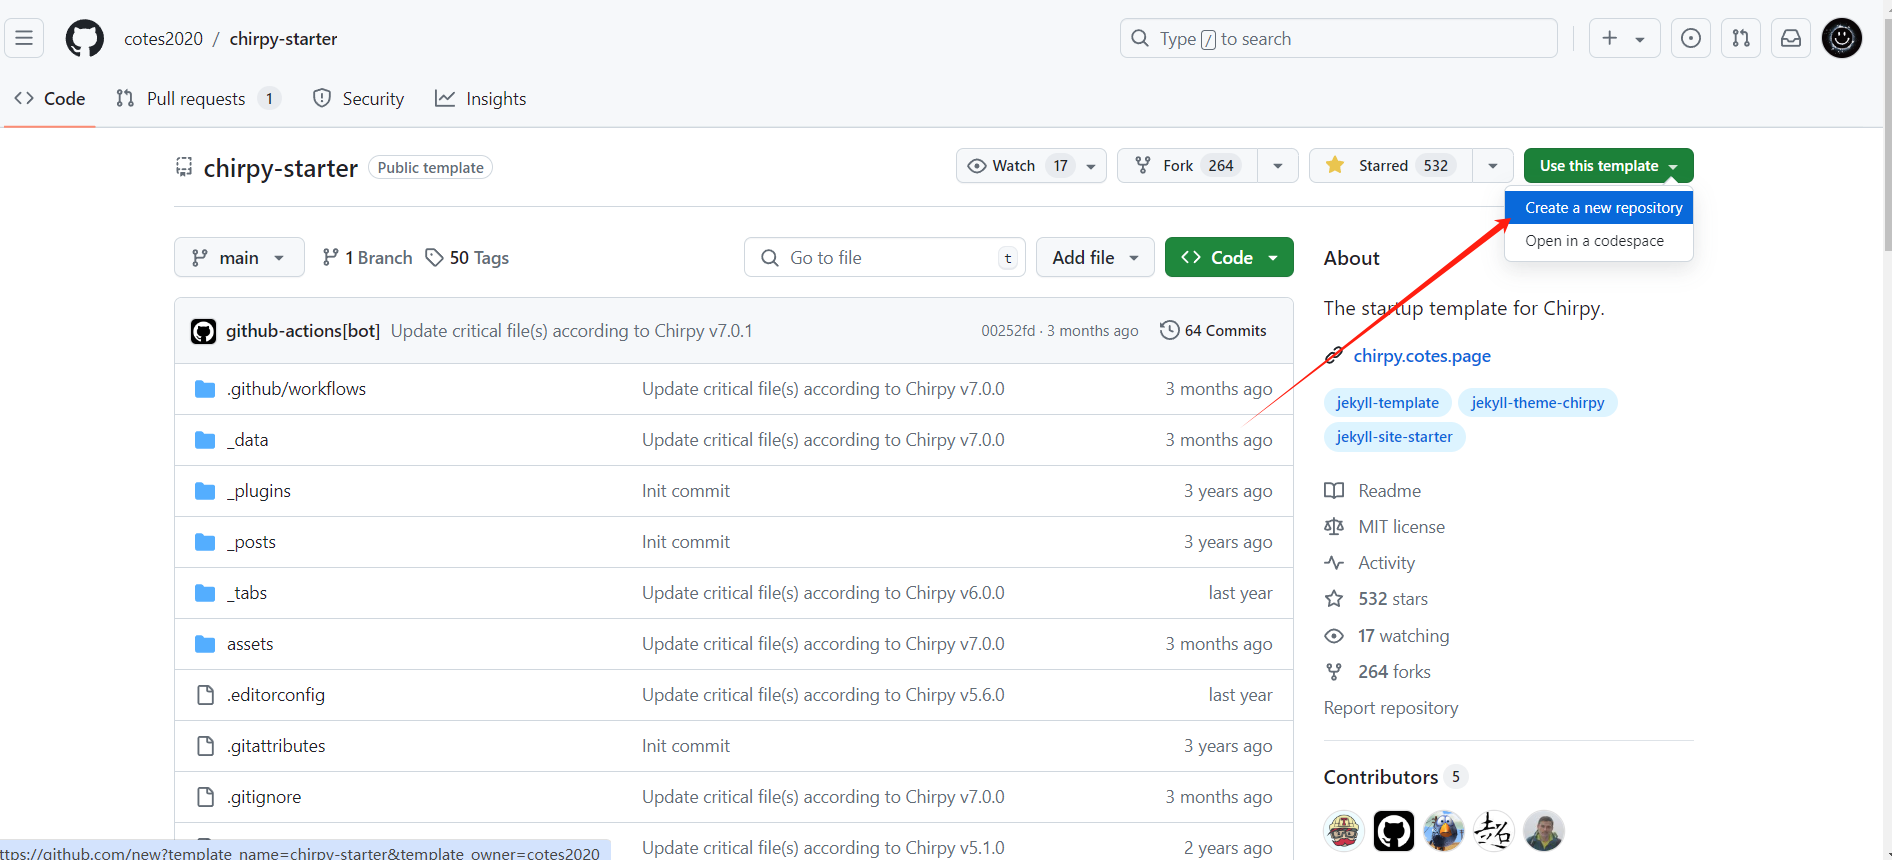 cotes2020 / chirpy-starter
Type / to search
Code Pull requests 1 Security Insights
chirpy-starter Public template
Watch 17 Fork 264 Starred 532 Use this template
Create a new repository
Open in a codespace
main 1 Branch 50 Tags Go to file t Add file Code
github-actions[bot] Update critical file(s) according to Chirpy v7.0.1 00252fd · 3 months ago 64 Commits
.github/workflows Update critical file(s) according to Chirpy v7.0.0 3 months ago
_data Update critical file(s) according to Chirpy v7.0.0 3 months ago
_plugins Init commit 3 years ago
_posts Init commit 3 years ago
_tabs Update critical file(s) according to Chirpy v6.0.0 last year
assets Update critical file(s) according to Chirpy v7.0.0 3 months ago
.editorconfig Update critical file(s) according to Chirpy v5.6.0 last year
.gitattributes Init commit 3 years ago
.gitignore Update critical file(s) according to Chirpy v7.0.0 3 months ago
Update critical file(s) according to Chirpy v5.1.0 2 years ago
About
The startup template for Chirpy.
chirpy.cotes.page
jekyll-template jekyll-theme-chirpy
jekyll-site-starter
Readme
MIT license
Activity
532 stars
17 watching
264 forks
Report repository
Contributors 5
ttps://github.com/new?template_name=chirpy-starter&template_owner=cotes2020